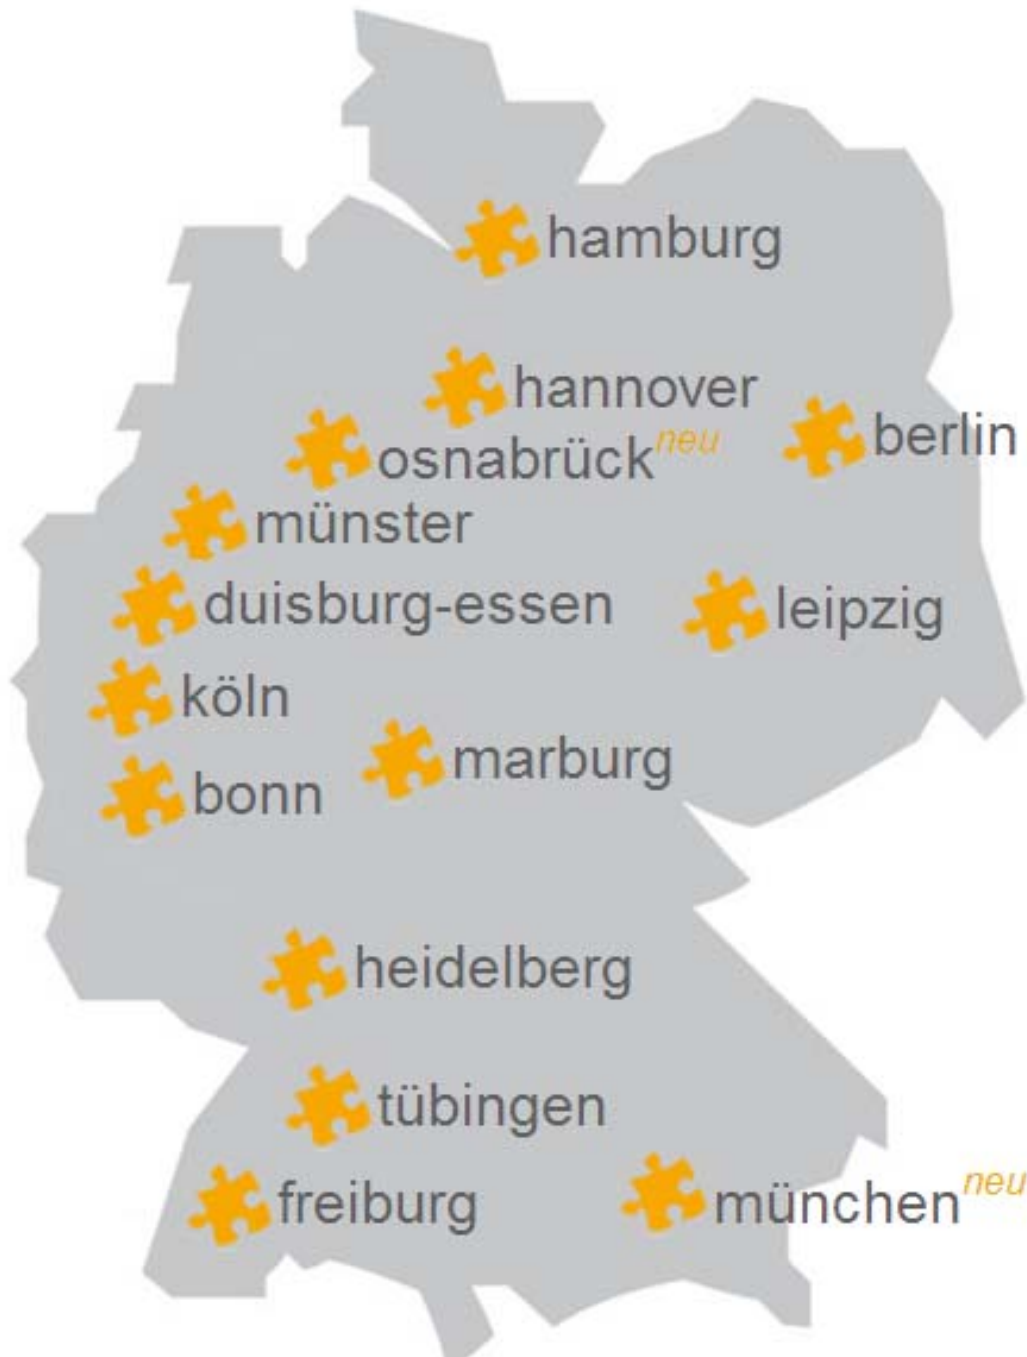 hamburg
hannover
osnabrück neu
berlin
münster
duisburg-essen
leipzig
köln
marburg
bonn
heidelberg
tübingen
freiburg
münchen neu